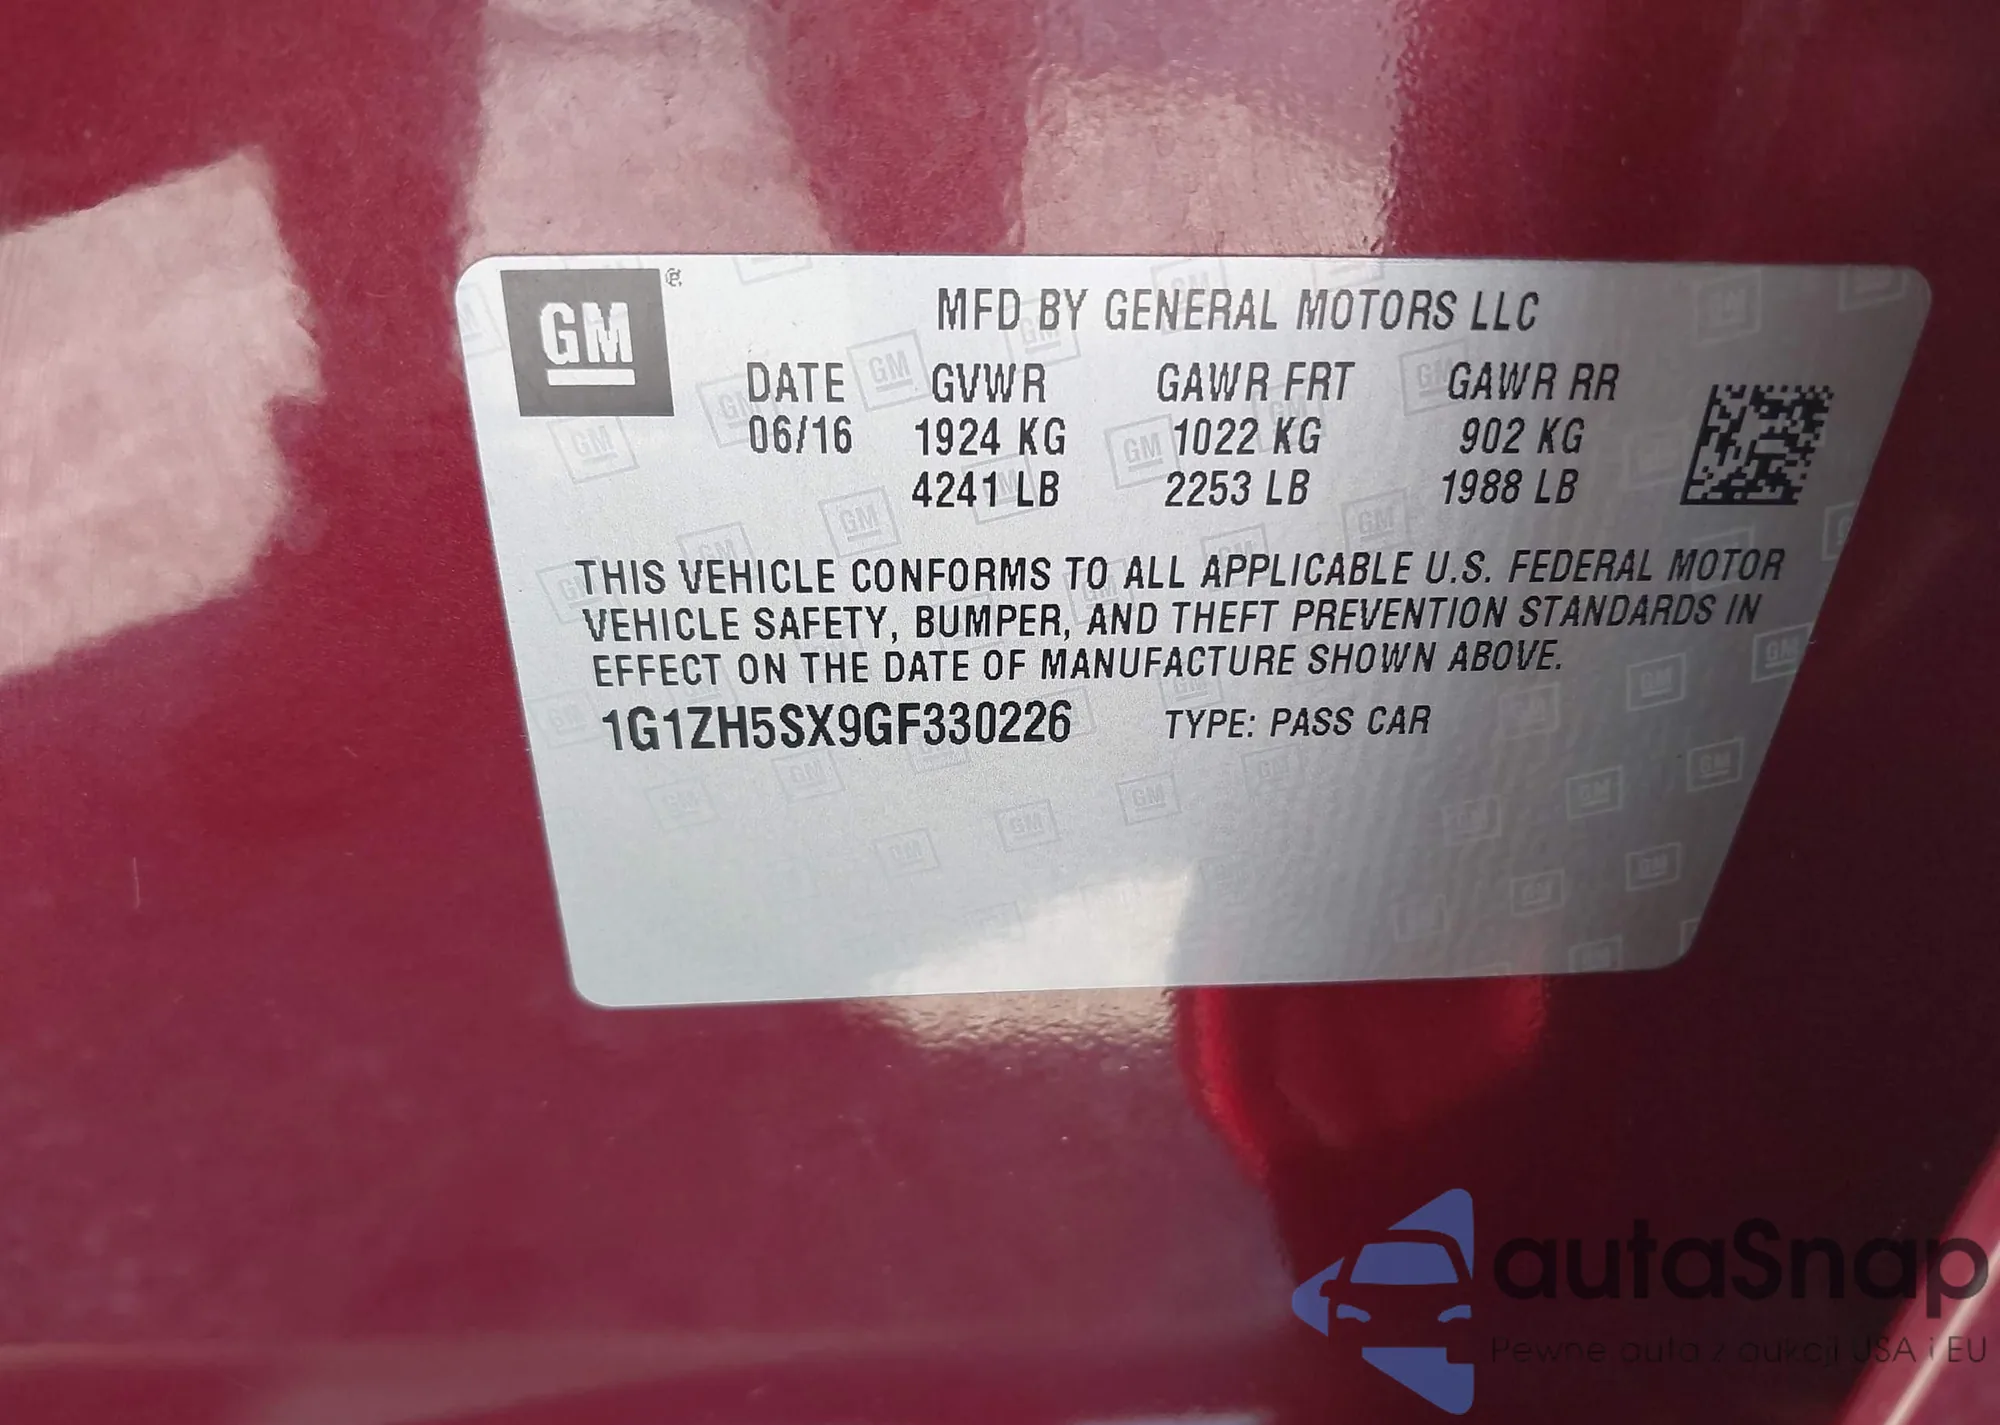 GM
MFD BY GENERAL MOTORS LLC
DATE GVWR GAWR FRT GAWR RR
06/16 1924 KG 1022 KG 902 KG
4241 LB 2253 LB 1988 LB
THIS VEHICLE CONFORMS TO ALL APPLICABLE U.S. FEDERAL MOTOR
VEHICLE SAFETY, BUMPER, AND THEFT PREVENTION STANDARDS IN
EFFECT ON THE DATE OF MANUFACTURE SHOWN ABOVE.
1G1ZH5SX9GF330226 TYPE: PASS CAR
autaSnap
Pewne auto z aukcji USA i EU